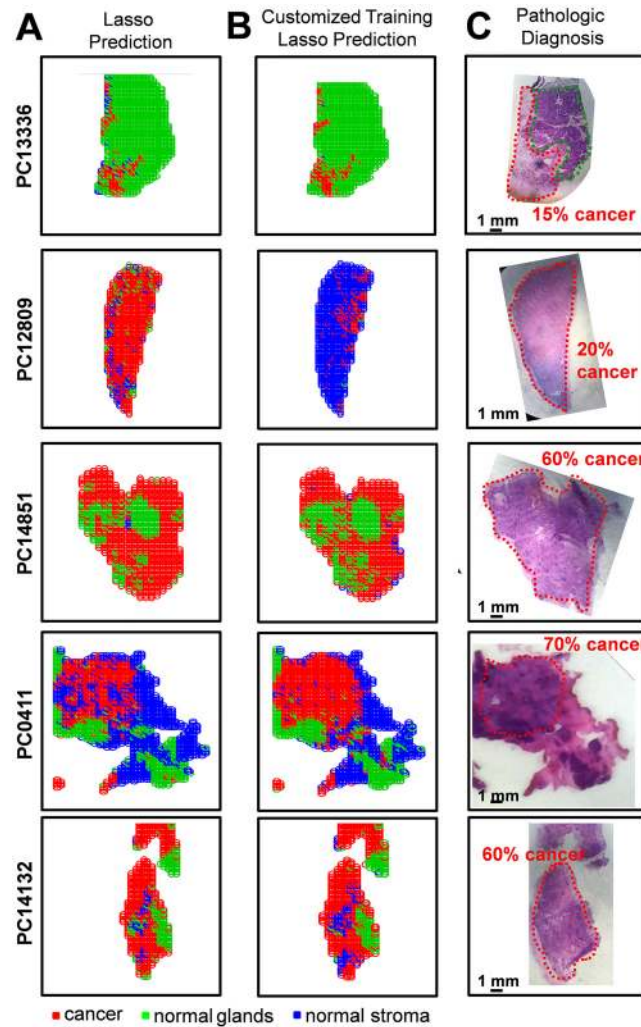 A
Lasso
Prediction
B
Customized Training
Lasso Prediction
C
Pathologic
Diagnosis
PC13336
15% cancer
1 mm
PC12809
20%
cancer
1 mm
PC14851
60% cancer
1 mm
PC0411
70% cancer
1 mm
PC14132
60% cancer
1 mm
cancer
normal glands
normal stroma